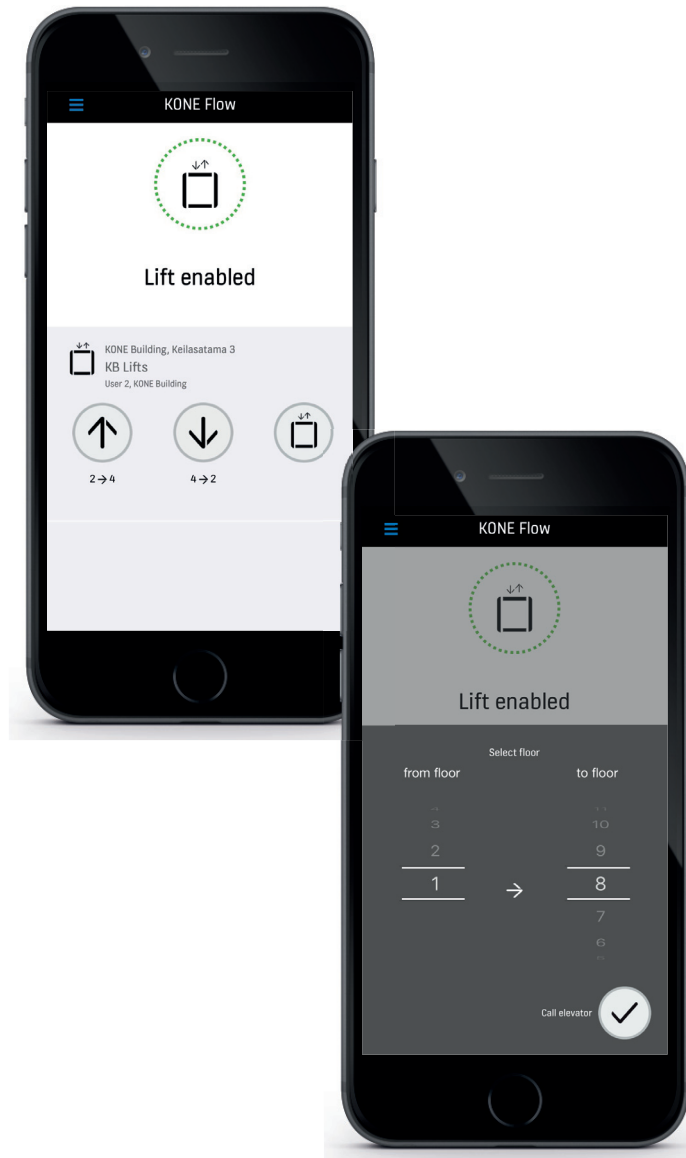 KONE Flow
Lift enabled
KONE Building, Keilasatama 3
KB Lifts
User 2, KONE Building
2→4
4→2
KONE Flow
Lift enabled
Select floor
from floor to floor
4 11
3 10
2 9
1 → 8
7
6
Call elevator